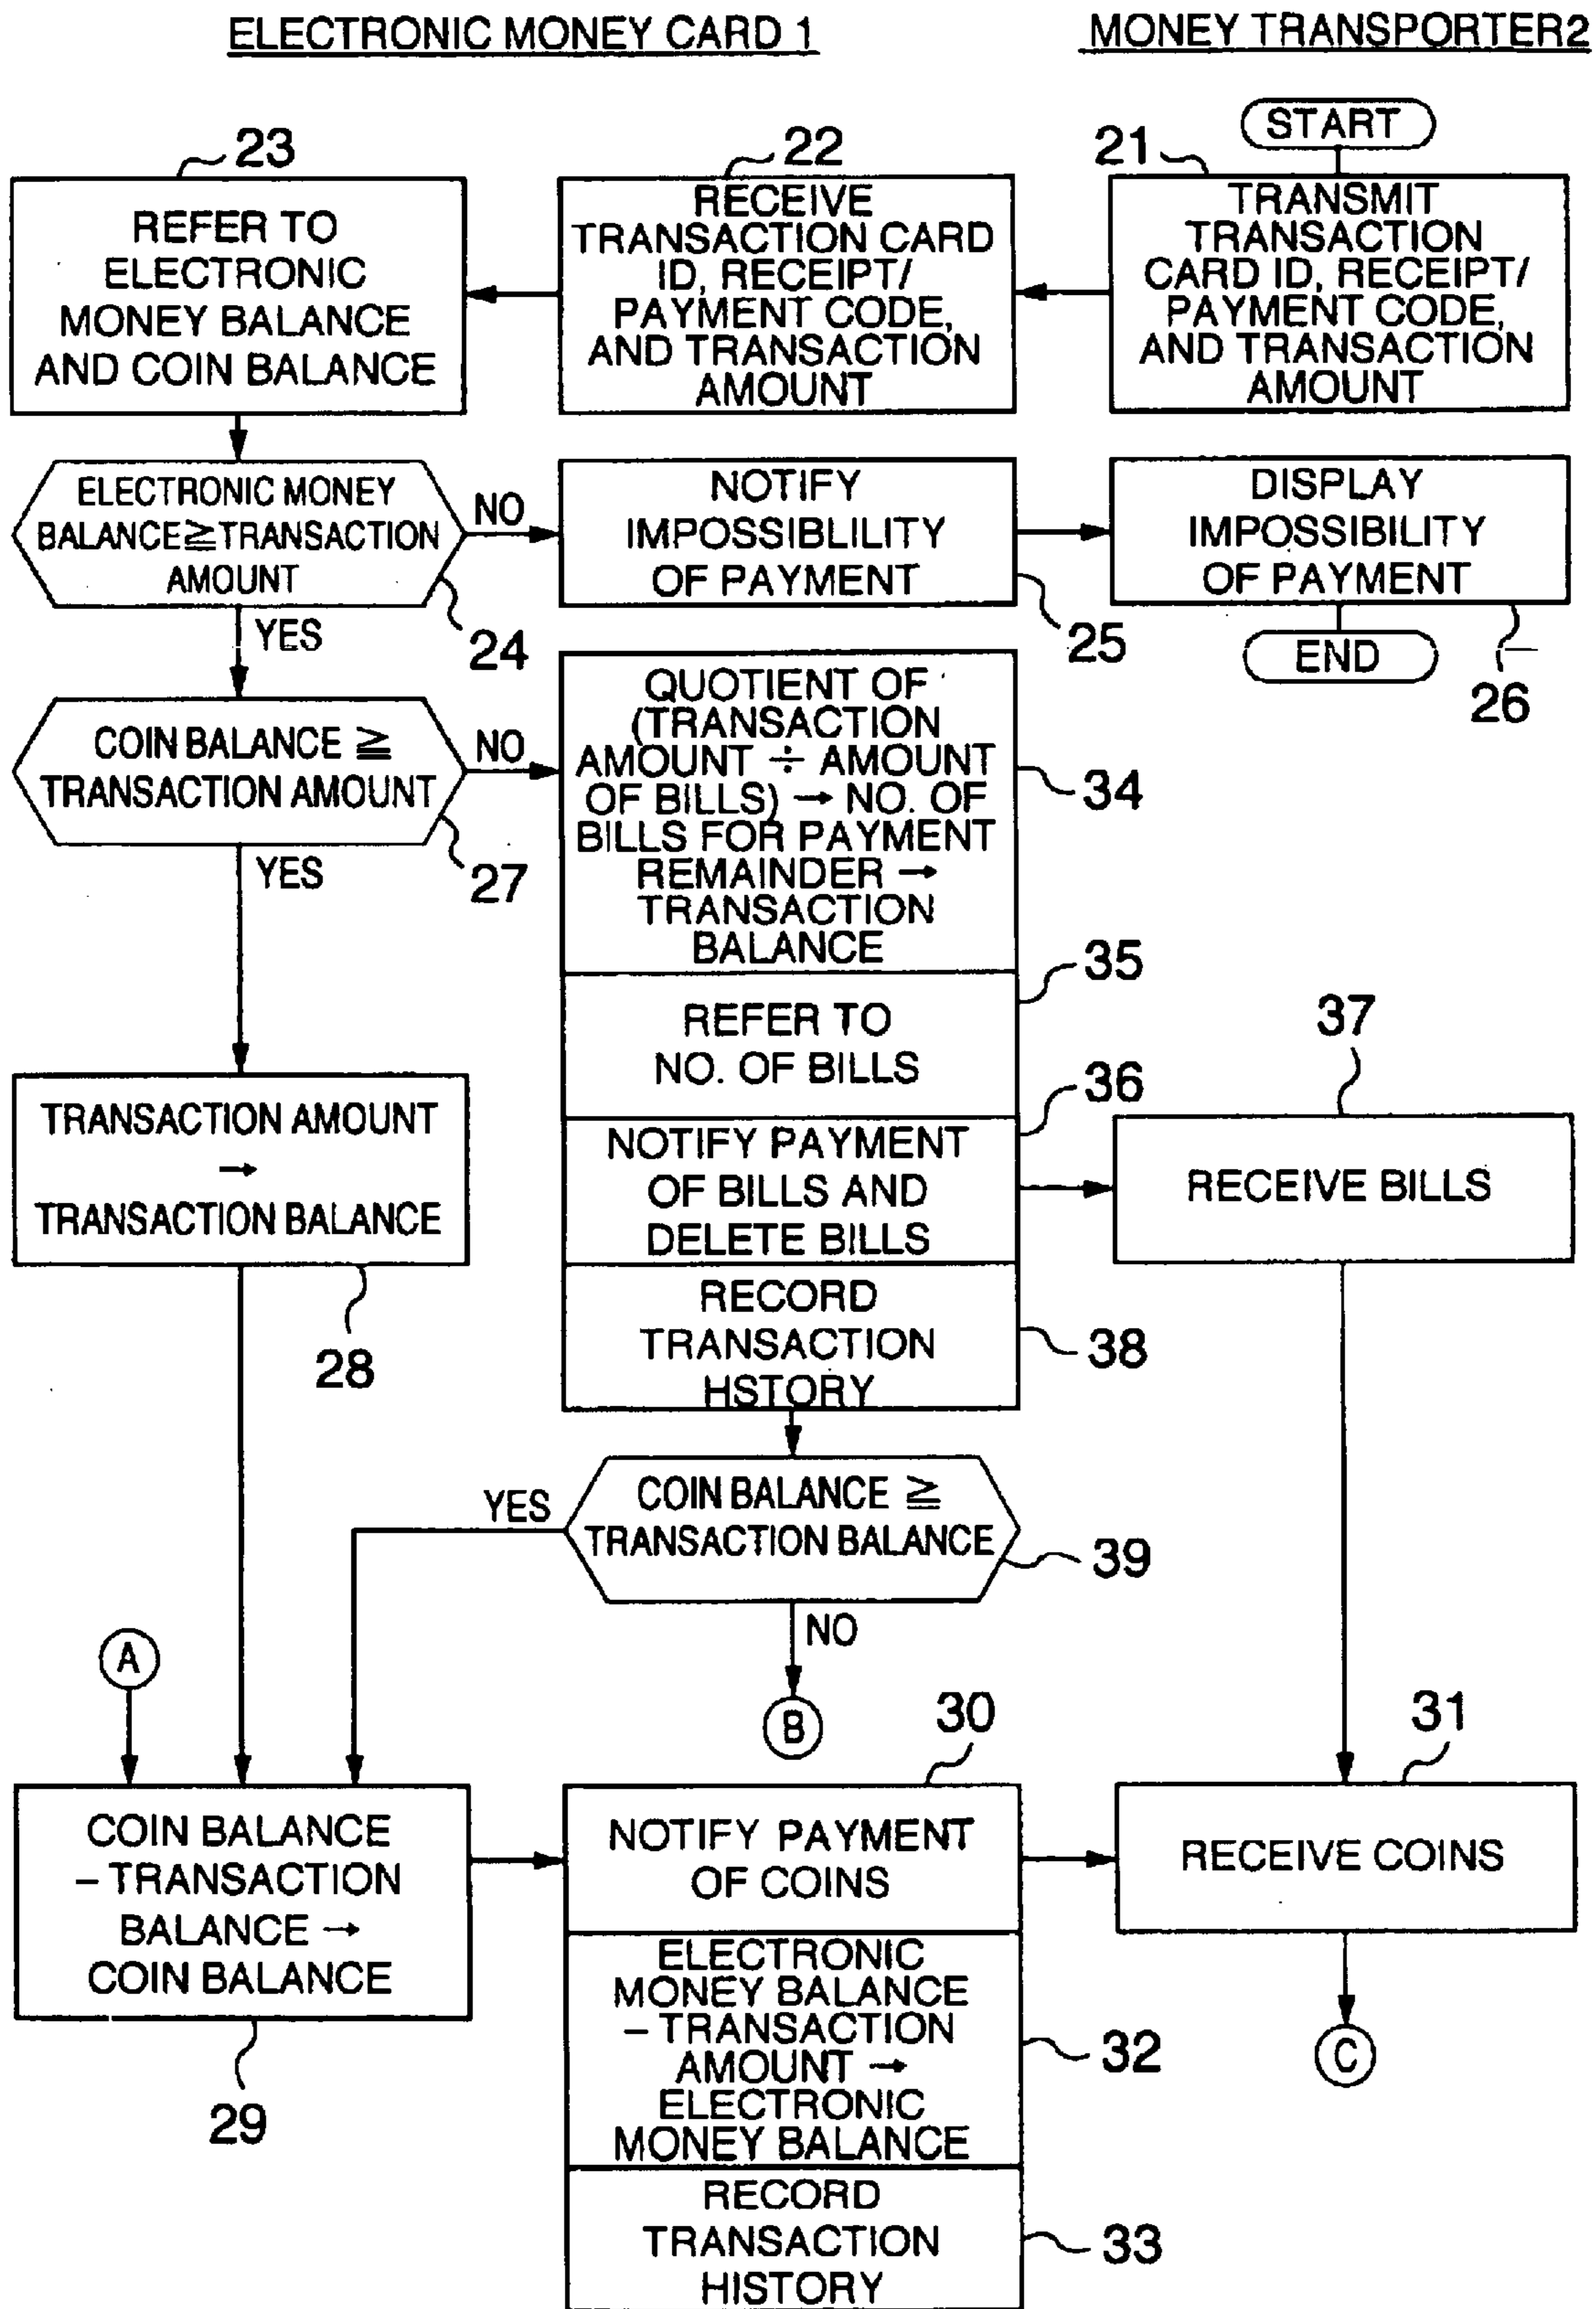 ELECTRONIC MONEY CARD 1
MONEY TRANSPORTER2
START
23
22
21
REFER TO
ELECTRONIC
MONEY BALANCE
AND COIN BALANCE
RECEIVE
TRANSACTION CARD
ID, RECEIPT/
PAYMENT CODE,
AND TRANSACTION
AMOUNT
TRANSMIT
TRANSACTION
CARD ID, RECEIPT/
PAYMENT CODE,
AND TRANSACTION
AMOUNT
ELECTRONIC MONEY
BALANCE≧TRANSACTION
AMOUNT
NO
YES
24
NOTIFY
IMPOSSIBLILITY
OF PAYMENT
25
DISPLAY
IMPOSSIBILITY
OF PAYMENT
END
26
COIN BALANCE ≧
TRANSACTION AMOUNT
NO
YES
27
QUOTIENT OF
(TRANSACTION
AMOUNT ÷ AMOUNT
OF BILLS) → NO. OF
BILLS FOR PAYMENT
REMAINDER →
TRANSACTION
BALANCE
34
35
REFER TO
NO. OF BILLS
36
37
TRANSACTION AMOUNT
→
TRANSACTION BALANCE
28
NOTIFY PAYMENT
OF BILLS AND
DELETE BILLS
RECEIVE BILLS
RECORD
TRANSACTION
HSTORY
38
COIN BALANCE ≧
TRANSACTION BALANCE
YES
39
NO
A
B
30
31
COIN BALANCE
– TRANSACTION
BALANCE →
COIN BALANCE
29
NOTIFY PAYMENT
OF COINS
RECEIVE COINS
ELECTRONIC
MONEY BALANCE
– TRANSACTION
AMOUNT →
ELECTRONIC
MONEY BALANCE
32
C
RECORD
TRANSACTION
HISTORY
33